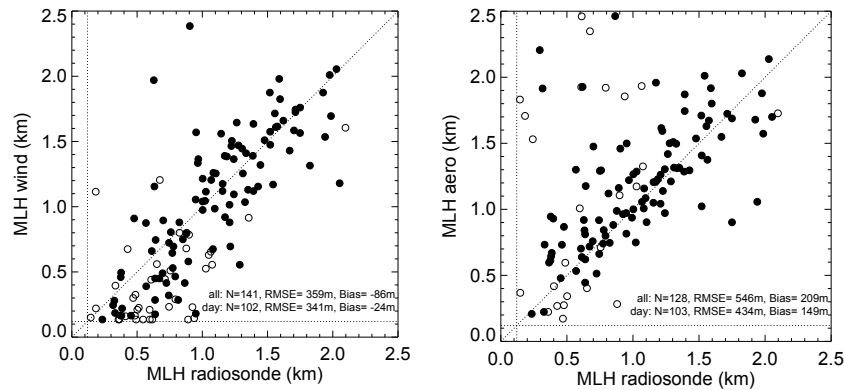 2.5
2.0
1.5
1.0
0.5
0.0
MLH wind (km)
all: N=141, RMSE= 359m, Bias= -86m
day: N=102, RMSE= 341m, Bias= -24m
0.0 0.5 1.0 1.5 2.0 2.5
MLH radiosonde (km)
2.5
2.0
1.5
1.0
0.5
0.0
MLH aero (km)
all: N=128, RMSE= 546m, Bias= 209m
day: N=103, RMSE= 434m, Bias= 149m
0.0 0.5 1.0 1.5 2.0 2.5
MLH radiosonde (km)